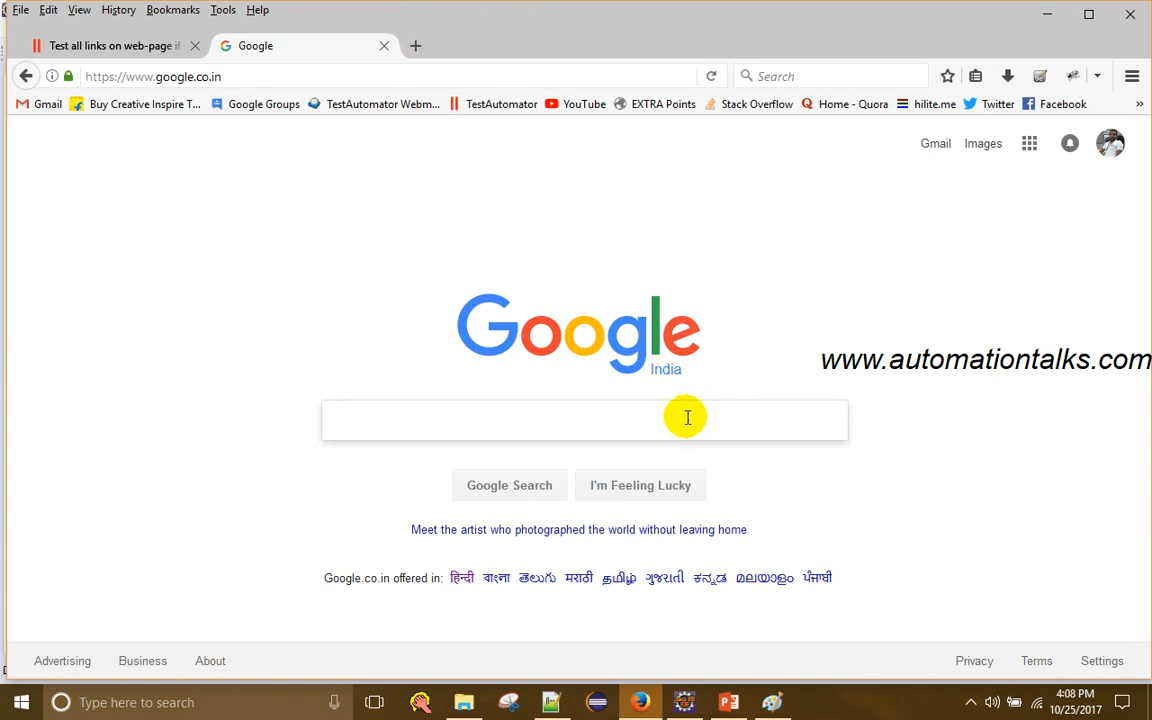 File Edit View History Bookmarks Tools Help
Test all links on web-page if
Google
https://www.google.co.in
Search
Gmail Buy Creative Inspire T... Google Groups TestAutomator Webm... TestAutomator YouTube EXTRA Points Stack Overflow Home - Quora hilite.me Twitter Facebook »
Gmail Images
Google
India
www.automationtalks.com
Google Search I'm Feeling Lucky
Meet the artist who photographed the world without leaving home
Google.co.in offered in: हिन्दी বাংলা తెలుగు मराठी தமிழ் ગુજરાતી ಕನ್ನಡ മലയാളം ਪੰਜਾਬੀ
Advertising Business About Privacy Terms Settings
Type here to search
4:08 PM
10/25/2017